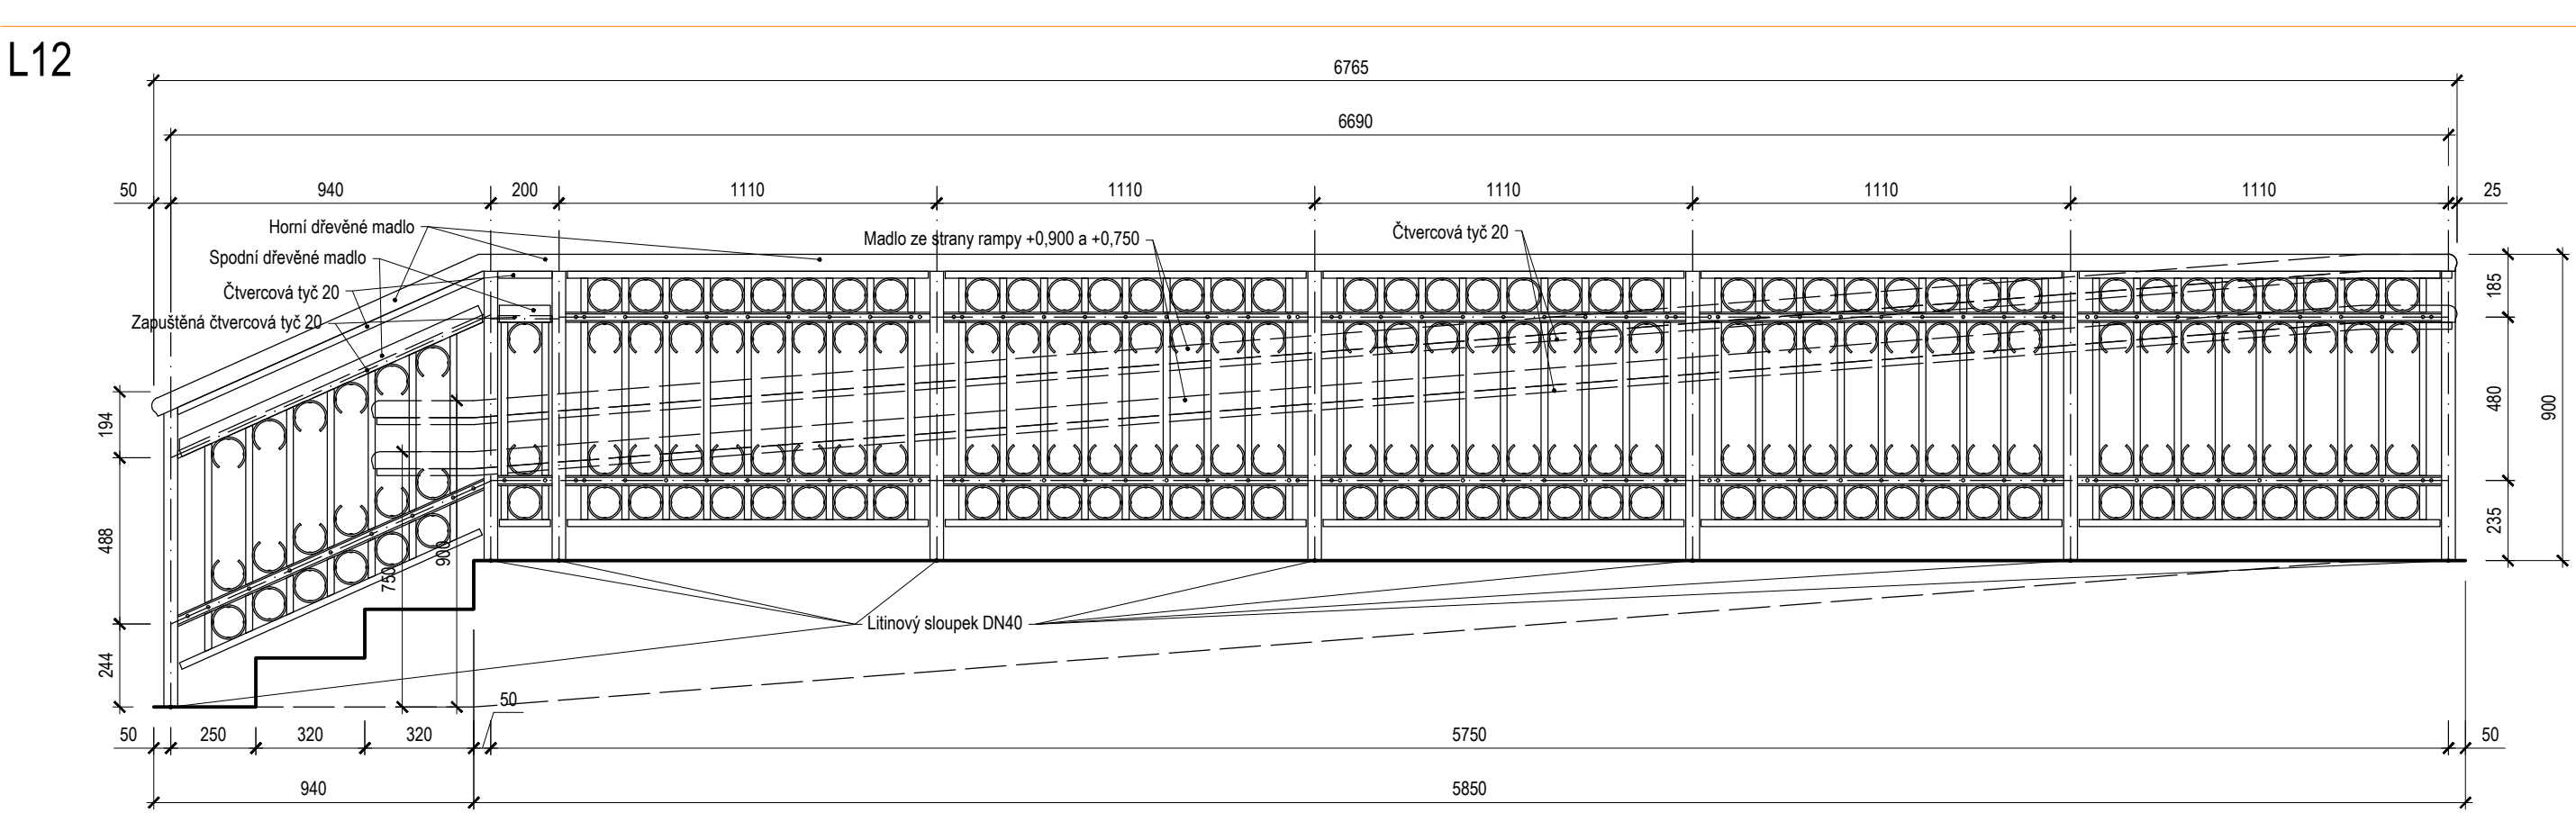 L12
6765
6690
50 940 200 1110 1110 1110 1110 1110 25
Horní dřevěné madlo
Madlo ze strany rampy +0,900 a +0,750
Čtvercová tyč 20
Spodní dřevěné madlo
Čtvercová tyč 20
Zapuštěná čtvercová tyč 20
185
480
900
235
194
488
244
750
900
Litinový sloupek DN40
50
50 250 320 320 5750 50
940 5850